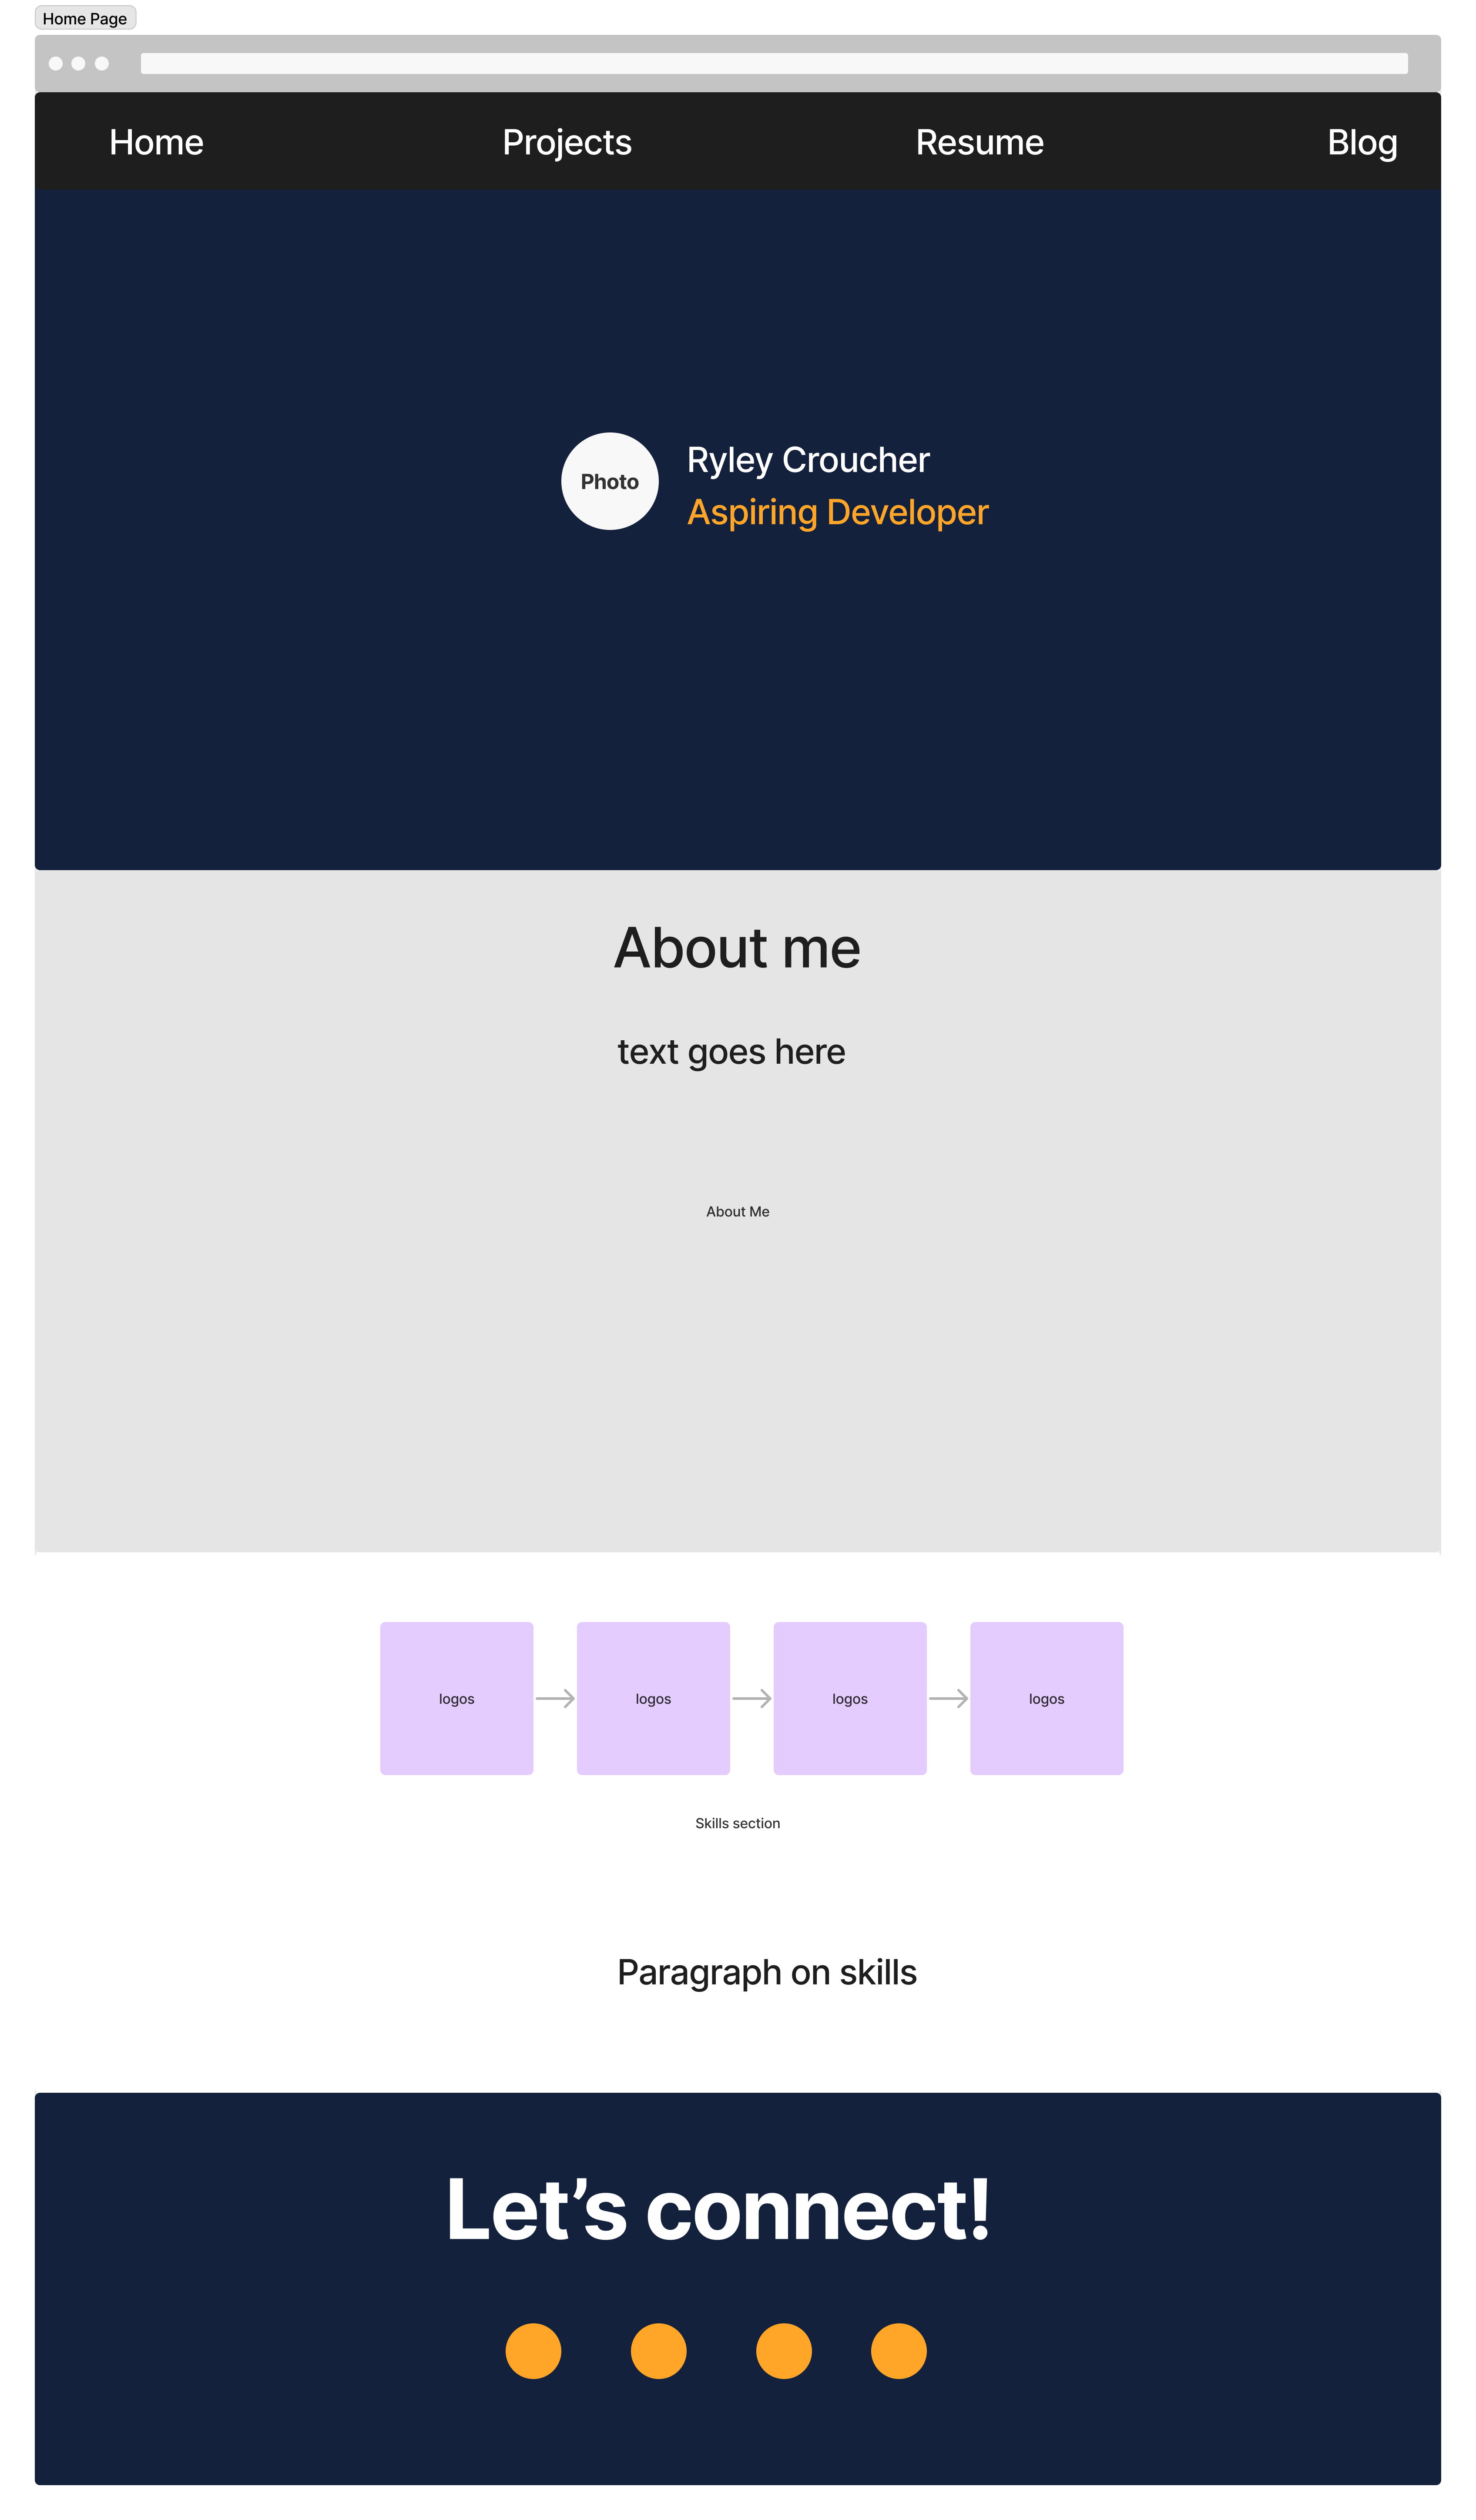 Home Page
Home Projects Resume Blog
Photo
Ryley Croucher
Aspiring Developer
About me
text goes here
About Me
logos logos logos logos
Skills section
Paragraph on skills
Let’s connect!